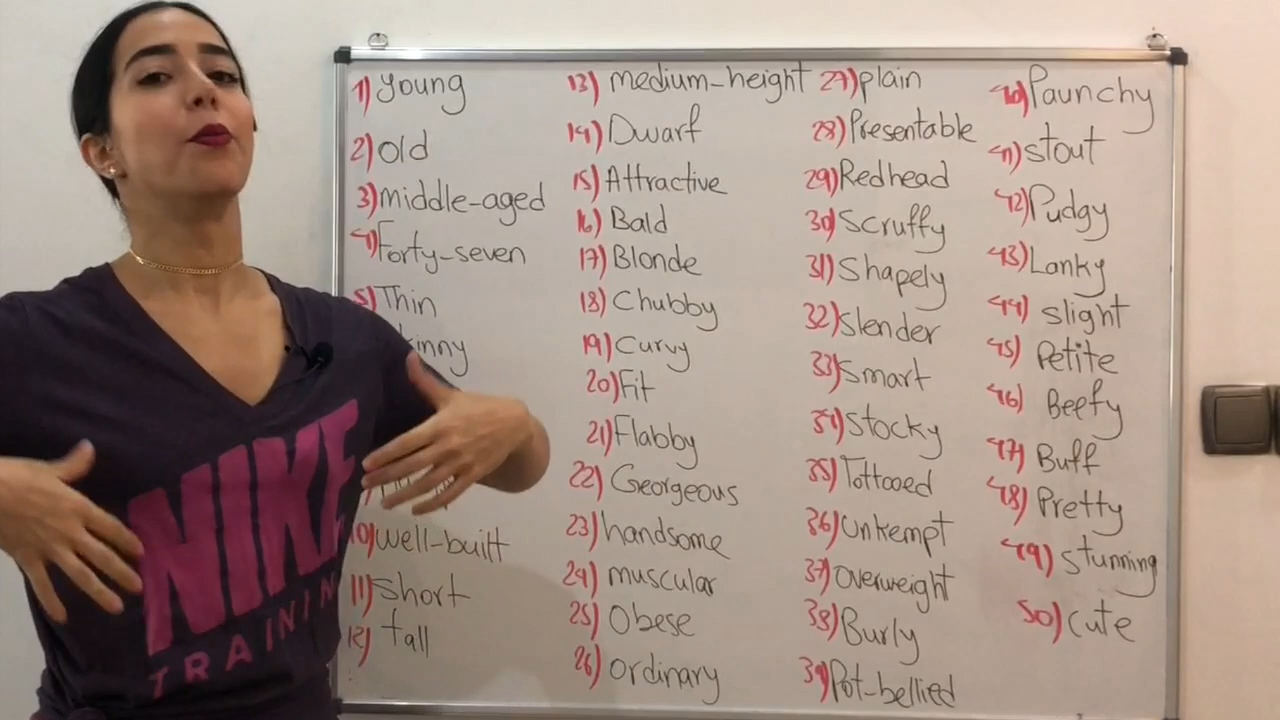 1) Young
2) Old
3) middle-aged
4) Forty-seven
5) Thin
inny
10) well-built
11) Short
12) tall
13) medium-height
14) Dwarf
15) Attractive
16) Bald
17) Blonde
18) Chubby
19) Curvy
20) Fit
21) Flabby
22) Georgeous
23) handsome
24) muscular
25) Obese
26) ordinary
27) plain
28) Presentable
29) Redhead
30) Scruffy
31) Shapely
32) slender
33) Smart
34) Stocky
35) Tottooed
36) Unkempt
37) overweight
38) Burly
39) Pot-bellied
40) Paunchy
41) stout
42) Pudgy
43) Lanky
44) slight
45) Petite
46) Beefy
47) Buff
48) Pretty
49) stunning
50) cute
NIKE
TRAINING